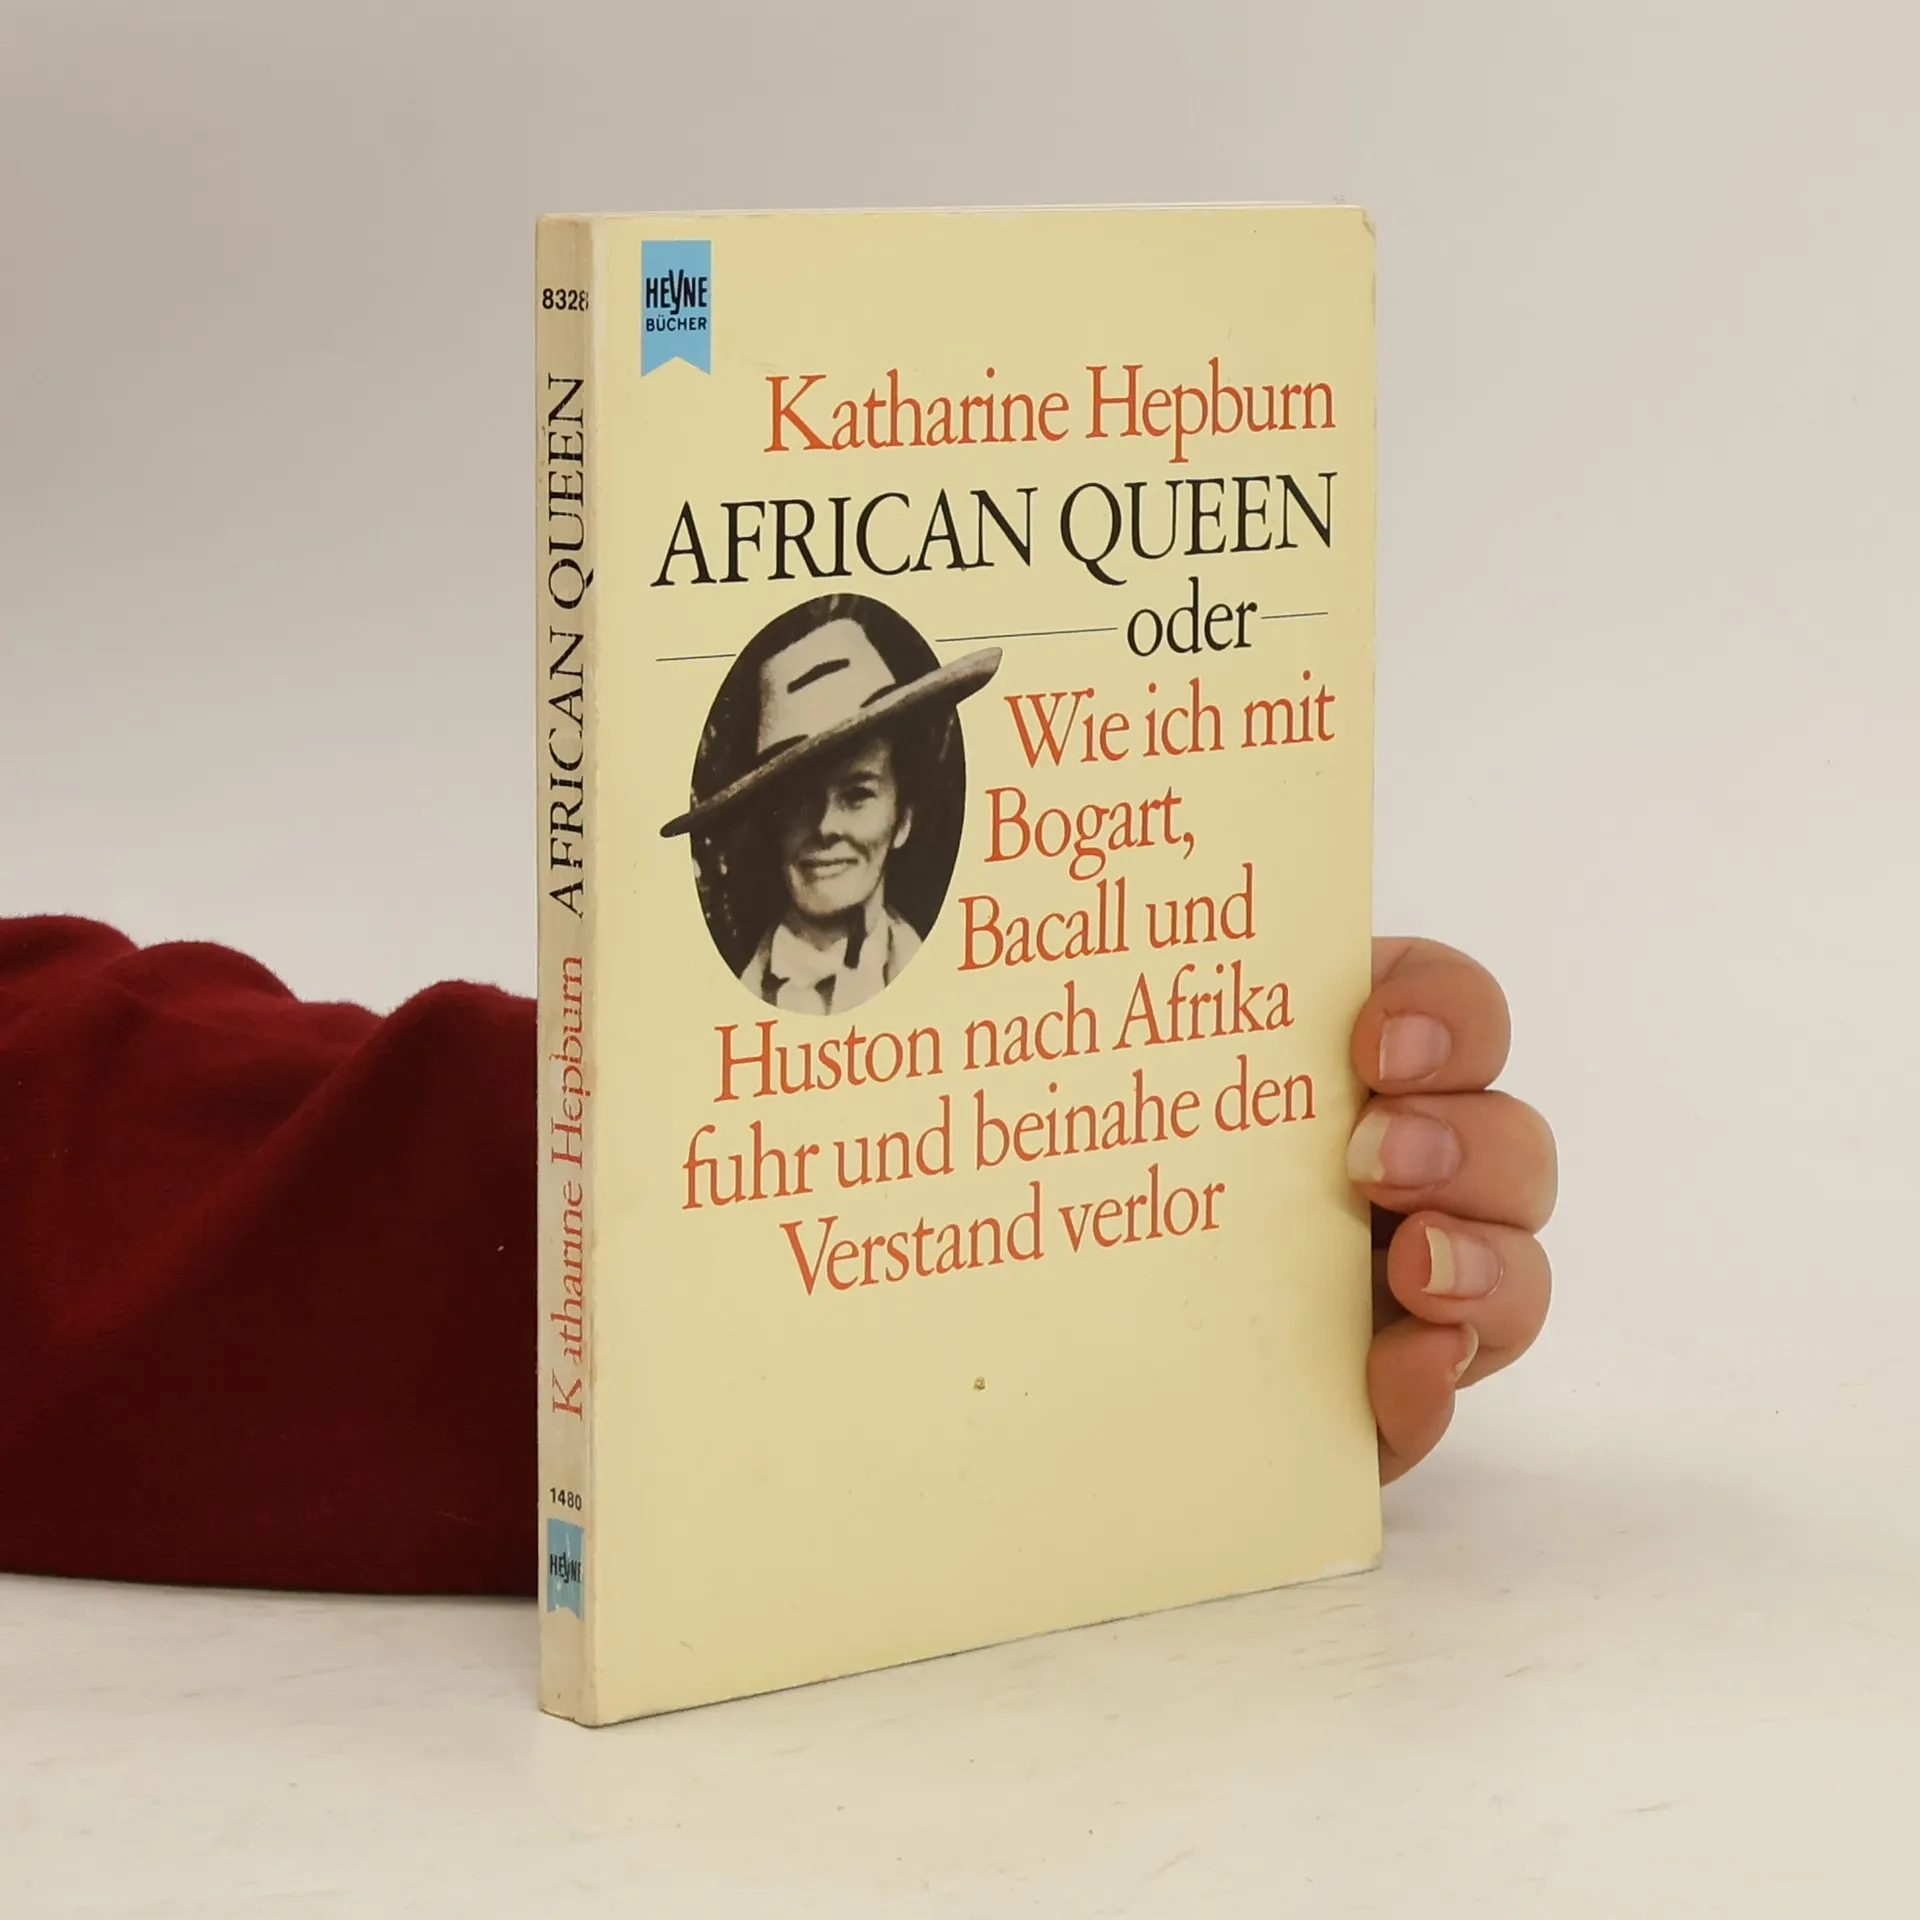 8328
AFRICAN QUEEN
Katharine Hepburn
1480
HEYNE
HEYNE
BÜCHER
Katharine Hepburn
AFRICAN QUEEN
oder
Wie ich mit
Bogart,
Bacall und
Huston nach Afrika
fuhr und beinahe den
Verstand verlor